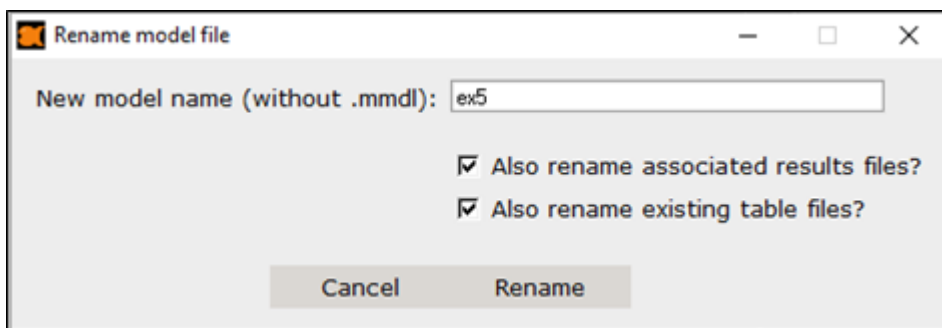 Rename model file
New model name (without .mmdl): ex5
Also rename associated results files?
Also rename existing table files?
Cancel Rename